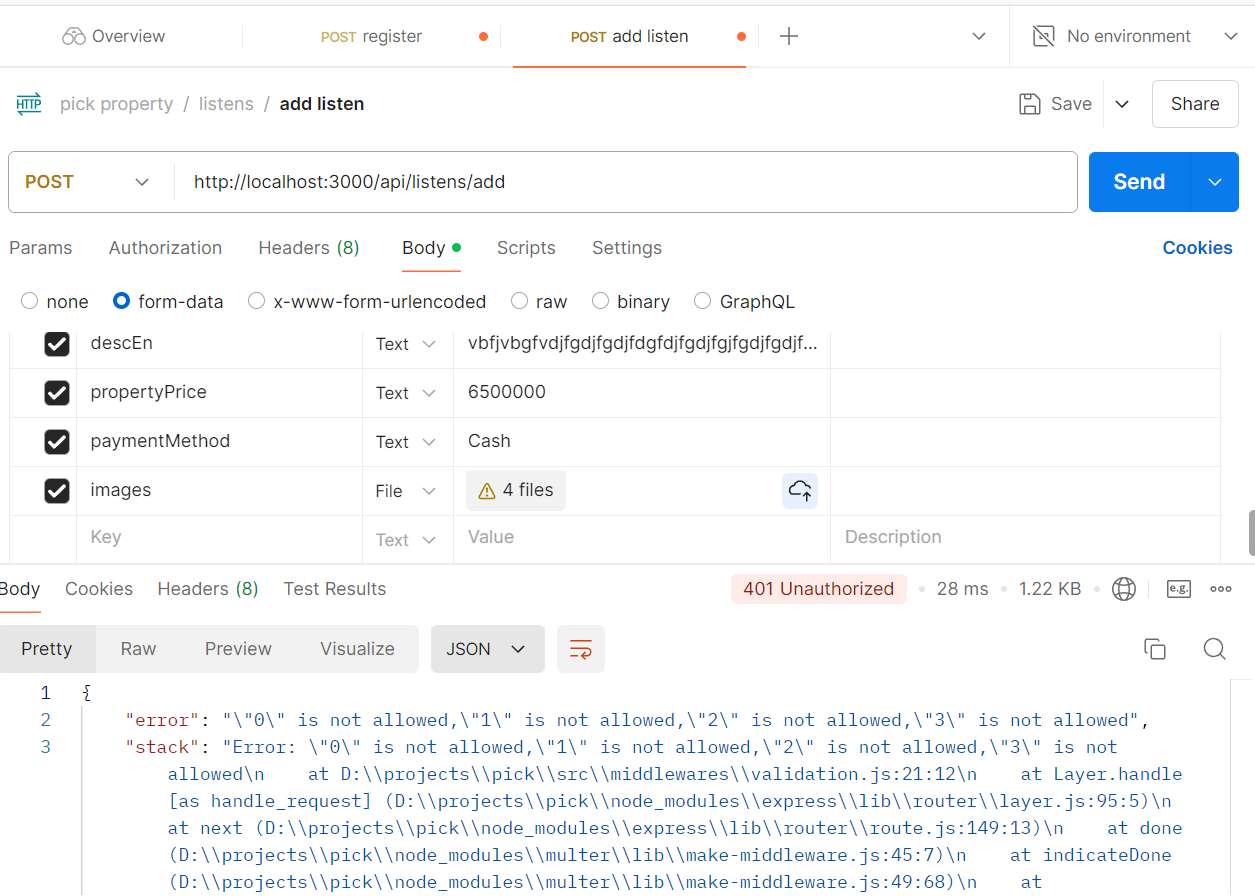 Overview POST register POST add listen No environment
HTTP pick property / listens / add listen Save Share
POST http://localhost:3000/api/listens/add Send
Params Authorization Headers (8) Body Scripts Settings Cookies
none form-data x-www-form-urlencoded raw binary GraphQL
descEn Text vbfjvbgfvdjfgdjfgdjfdgfdjfgdjfgjfgdjfgdjf...
propertyPrice Text 6500000
paymentMethod Text Cash
images File 4 files
Key Text Value Description
Body Cookies Headers (8) Test Results 401 Unauthorized 28 ms 1.22 KB e.g.
Pretty Raw Preview Visualize JSON
1 {
2 "error": "\"0\" is not allowed,\"1\" is not allowed,\"2\" is not allowed,\"3\" is not allowed",
3 "stack": "Error: \"0\" is not allowed,\"1\" is not allowed,\"2\" is not allowed,\"3\" is not
allowed\n    at D:\\projects\\pick\\src\\middlewares\\validation.js:21:12\n    at Layer.handle
[as handle_request] (D:\\projects\\pick\\node_modules\\express\\lib\\router\\layer.js:95:5)\n
at next (D:\\projects\\pick\\node_modules\\express\\lib\\router\\route.js:149:13)\n    at done
(D:\\projects\\pick\\node_modules\\multer\\lib\\make-middleware.js:45:7)\n    at indicateDone
(D:\\projects\\pick\\node_modules\\multer\\lib\\make-middleware.js:49:68)\n    at